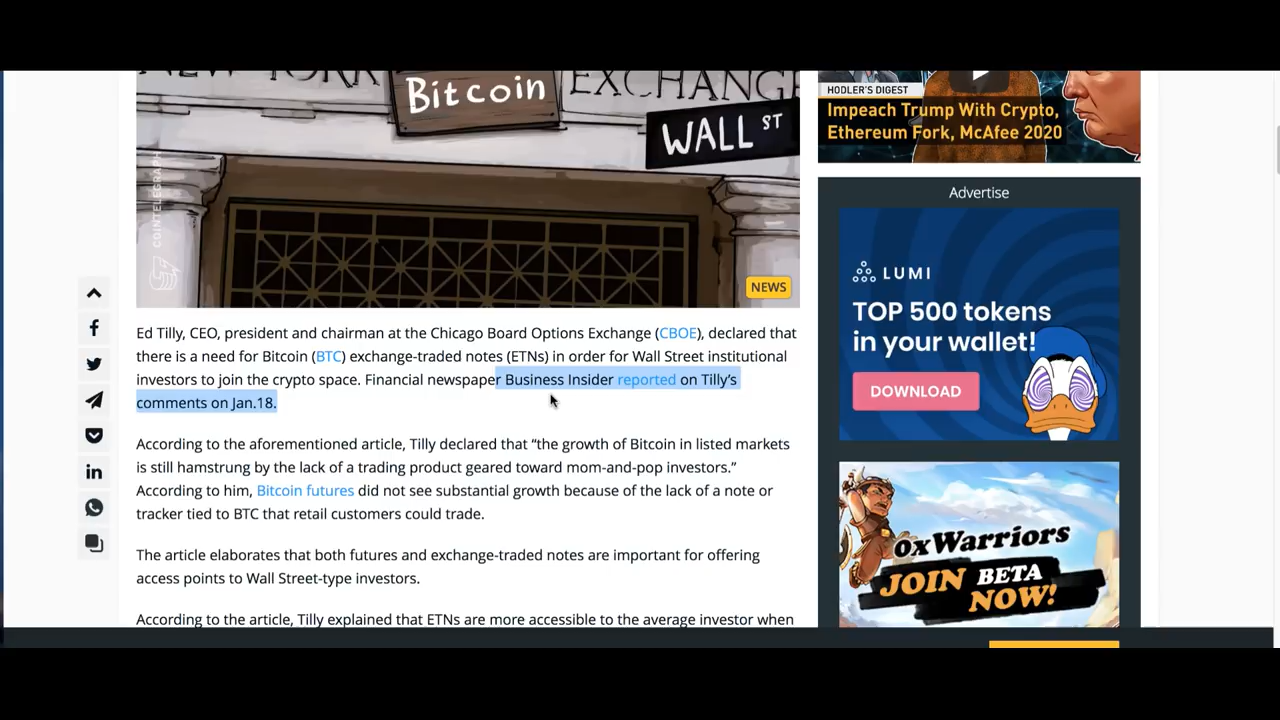 NEW YORK
Bitcoin
EXCHANGE
WALL ST
COINTELEGRAPH
NEWS
Ed Tilly, CEO, president and chairman at the Chicago Board Options Exchange (CBOE), declared that
there is a need for Bitcoin (BTC) exchange-traded notes (ETNs) in order for Wall Street institutional
investors to join the crypto space. Financial newspaper Business Insider reported on Tilly’s
comments on Jan.18.
According to the aforementioned article, Tilly declared that “the growth of Bitcoin in listed markets
is still hamstrung by the lack of a trading product geared toward mom-and-pop investors.”
According to him, Bitcoin futures did not see substantial growth because of the lack of a note or
tracker tied to BTC that retail customers could trade.
The article elaborates that both futures and exchange-traded notes are important for offering
access points to Wall Street-type investors.
According to the article, Tilly explained that ETNs are more accessible to the average investor when
HODLER'S DIGEST
Impeach Trump With Crypto,
Ethereum Fork, McAfee 2020
Advertise
LUMI
TOP 500 tokens
in your wallet!
DOWNLOAD
0xWarriors
JOIN BETA
NOW!